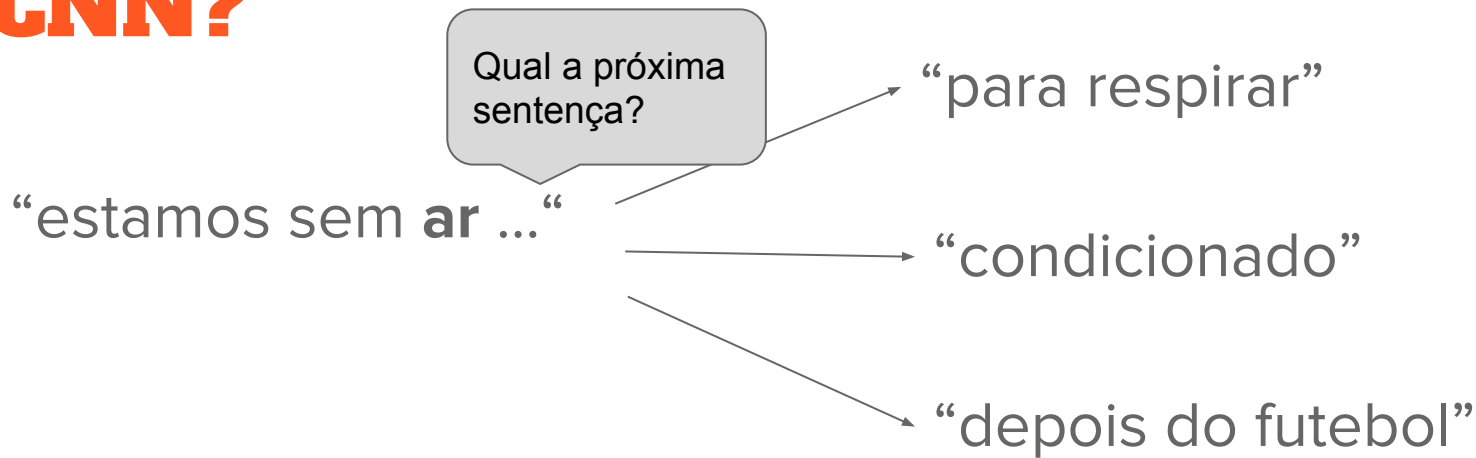 CNN?
Qual a próxima
sentença?
“para respirar”
“estamos sem ar ...“
“condicionado”
“depois do futebol”